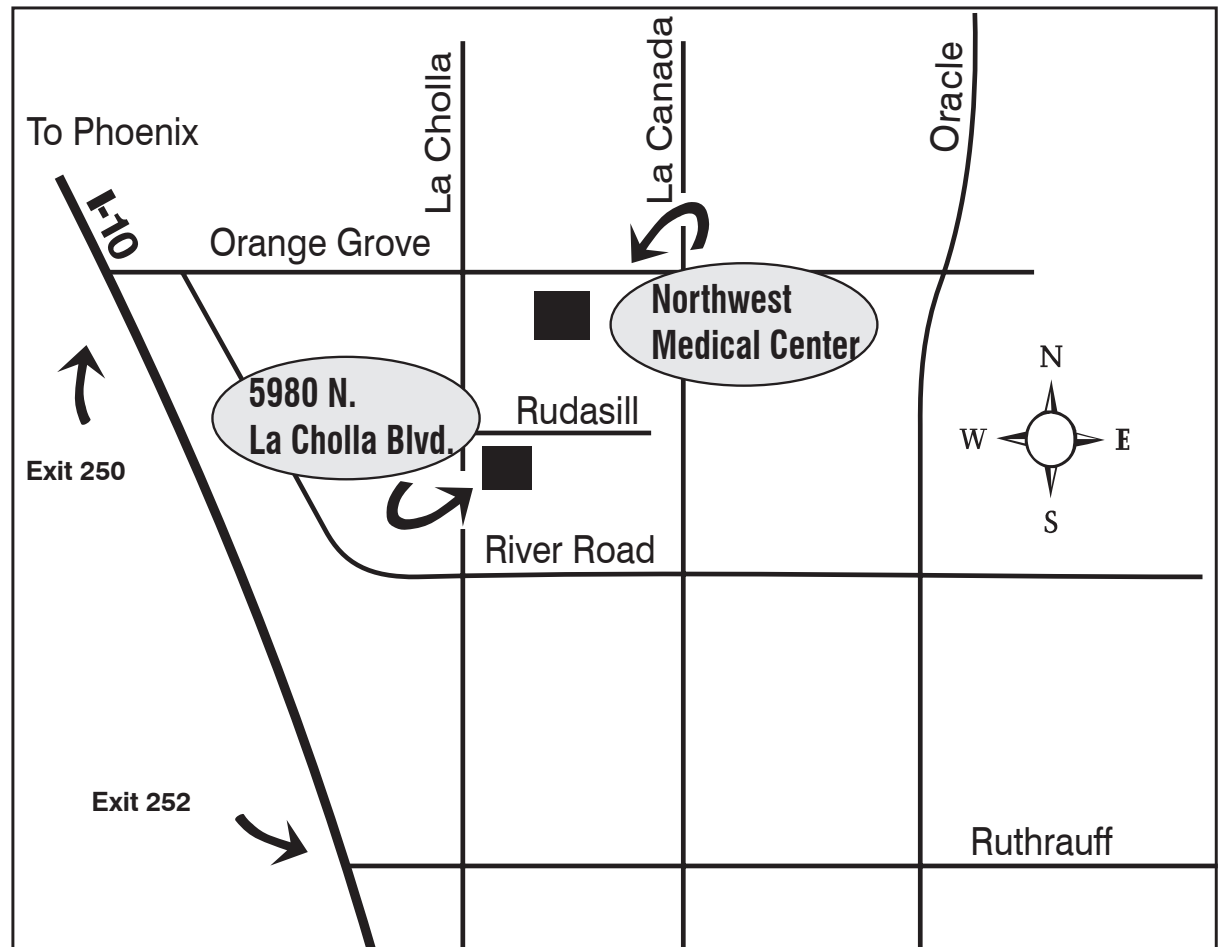 La Cholla
La Canada
Oracle
To Phoenix
I-10
Orange Grove
Northwest
Medical Center
N
5980 N.
La Cholla Blvd.
Rudasill
W
E
Exit 250
S
River Road
Exit 252
Ruthrauff